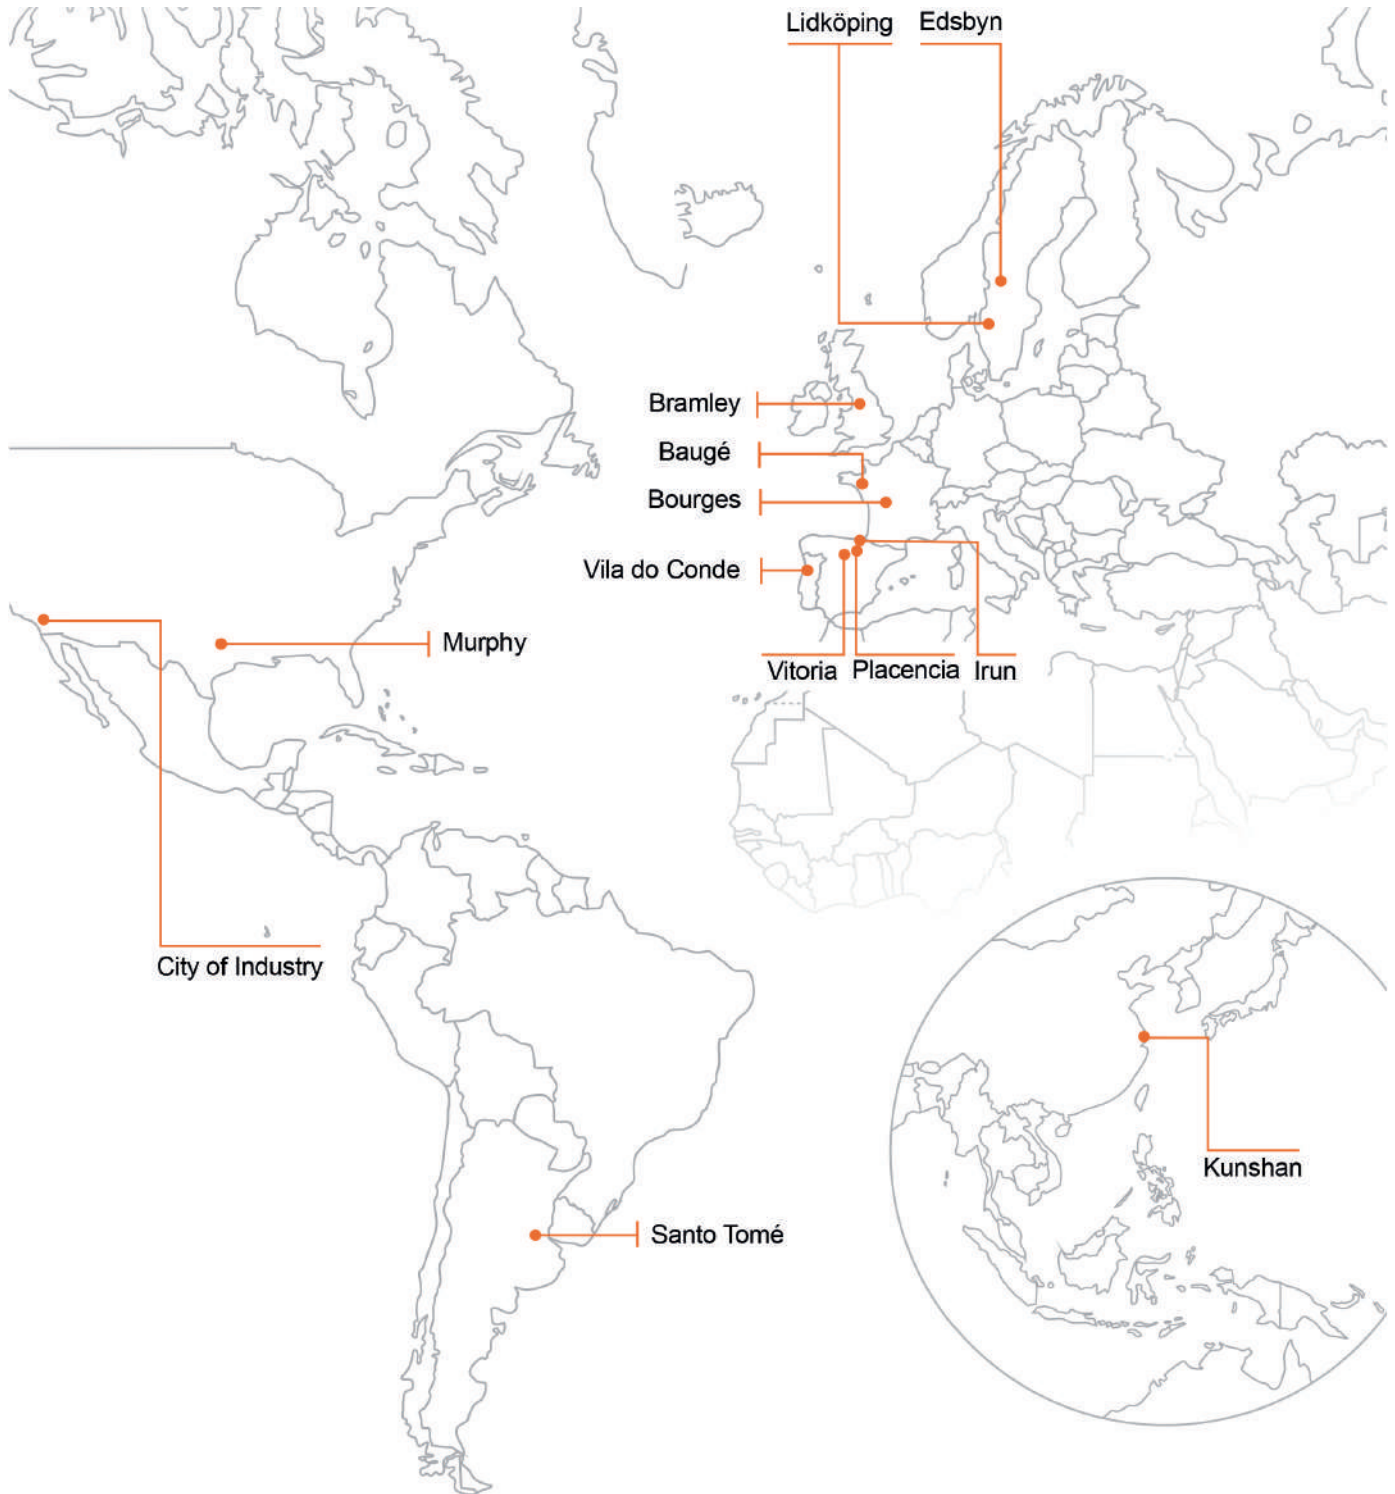 Lidköping
Edsbyn
Bramley
Baugé
Bourges
Vila do Conde
Murphy
Vitoria
Placencia
Irun
City of Industry
Kunshan
Santo Tomé